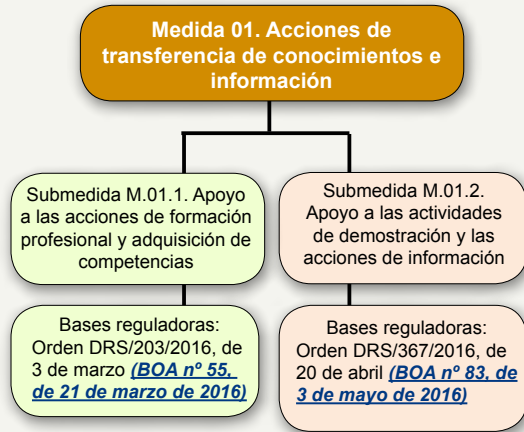 Medida 01. Acciones de
transferencia de conocimientos e
información
Submedida M.01.1. Apoyo
a las acciones de formación
profesional y adquisición de
competencias
Submedida M.01.2.
Apoyo a las actividades
de demostración y las
acciones de información
Bases reguladoras:
Orden DRS/203/2016, de
3 de marzo (BOA nº 55,
de 21 de marzo de 2016)
Bases reguladoras:
Orden DRS/367/2016, de
20 de abril (BOA nº 83, de
3 de mayo de 2016)